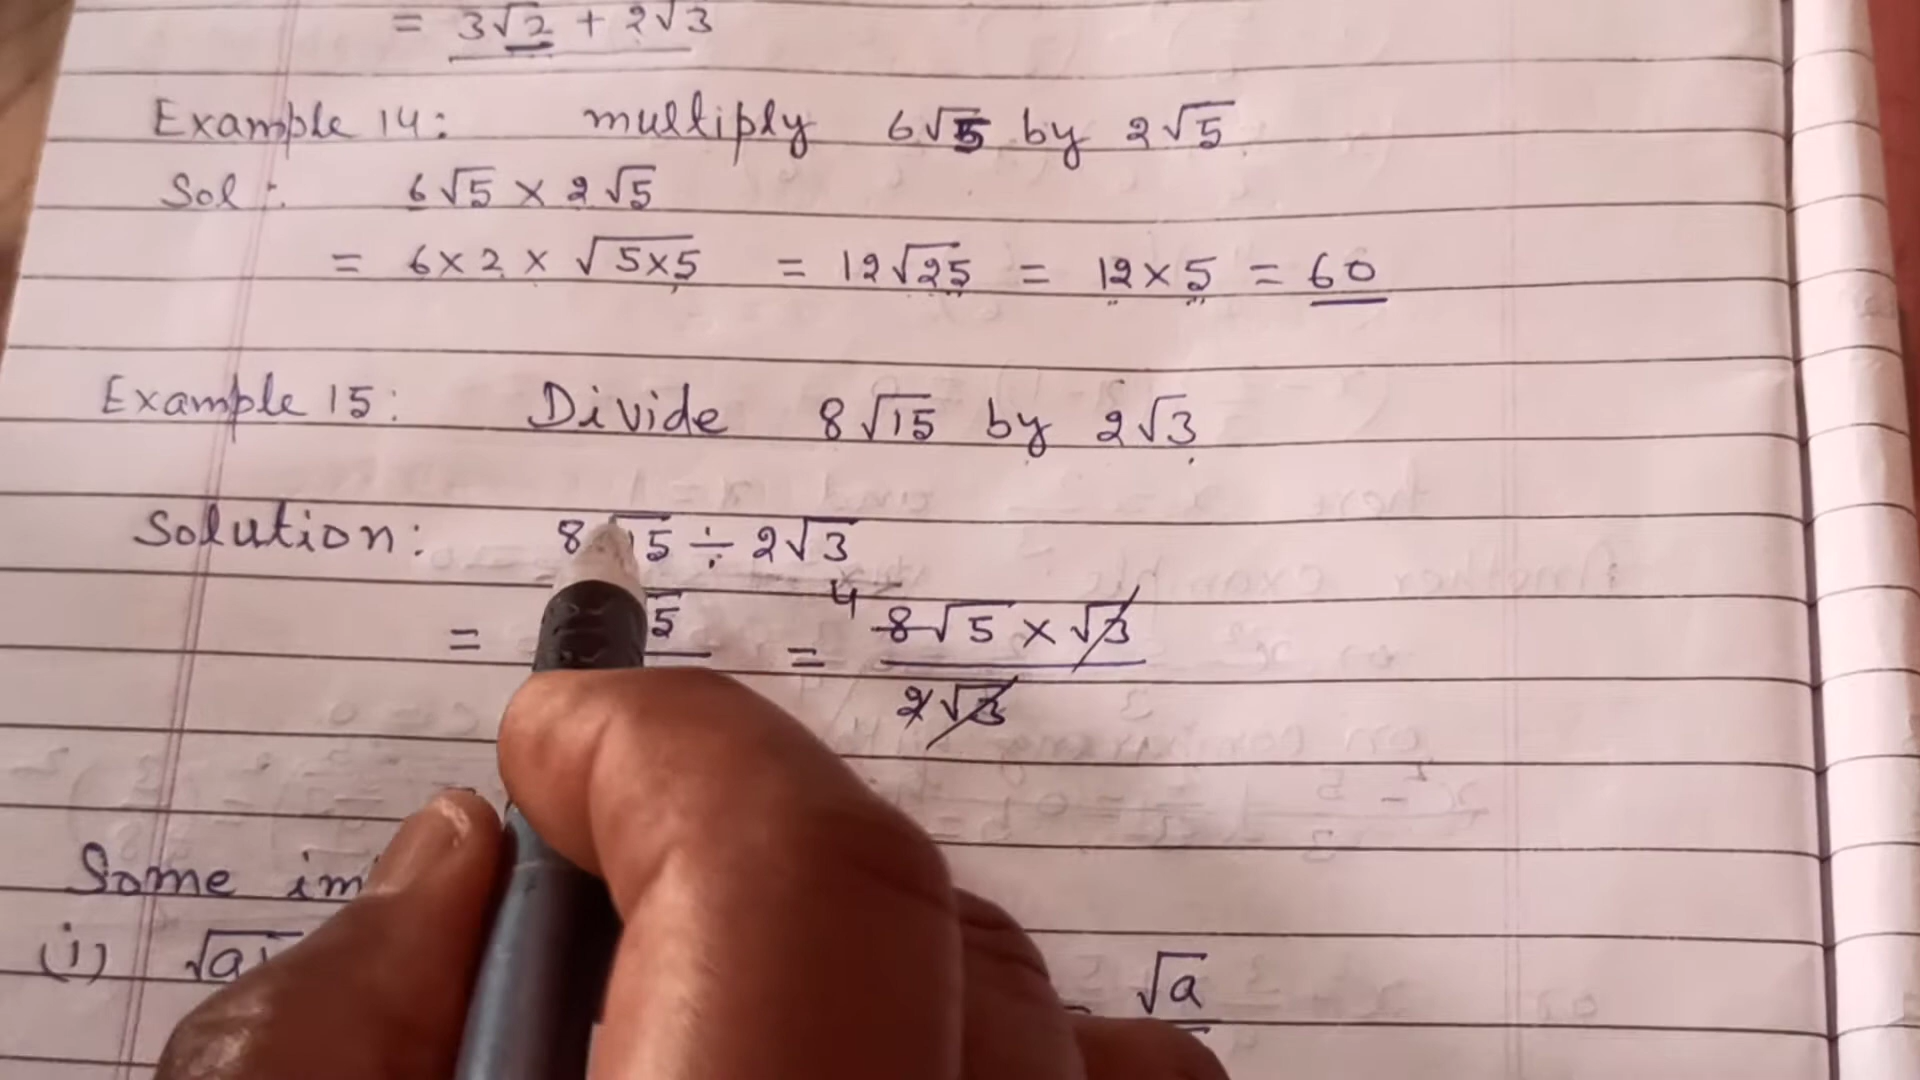 = 3√2 + 2√3
Example 14: multiply 6√5 by 2√5
Sol: 6√5 × 2√5
= 6×2 × √5×5 = 12√25 = 12×5 = 60
Example 15: Divide 8√15 by 2√3
Solution: 8√15 ÷ 2√3
= 5 = 4 8√5 × √3
2√3
Some
(i) √a √a